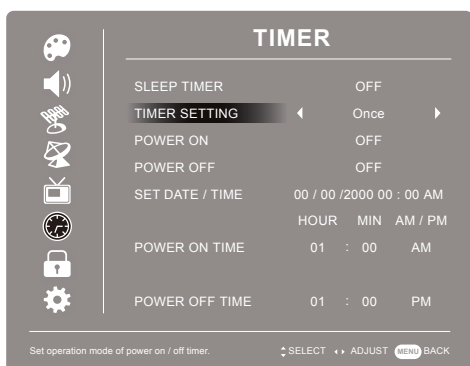 TIMER
SLEEP TIMER OFF
TIMER SETTING Once
POWER ON OFF
POWER OFF OFF
SET DATE / TIME 00 / 00 /2000 00 : 00 AM
HOUR MIN AM / PM
POWER ON TIME 01 : 00 AM
POWER OFF TIME 01 : 00 PM
Set operation mode of power on / off timer. SELECT ADJUST MENU BACK